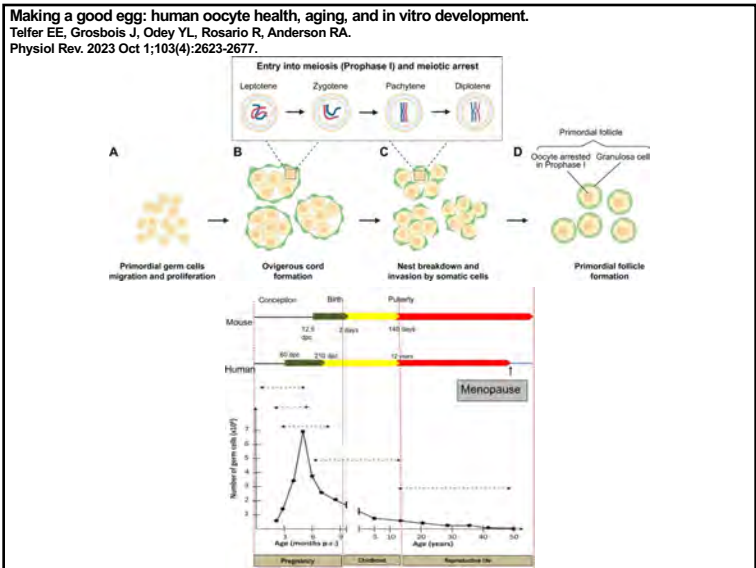 Making a good egg: human oocyte health, aging, and in vitro development.
Telfer EE, Grosbois J, Odey YL, Rosario R, Anderson RA.
Physiol Rev. 2023 Oct 1;103(4):2623-2677.
Entry into meiosis (Prophase I) and meiotic arrest
Leptotene Zygotene Pachytene Diplotene
Primordial follicle
A B C D
Oocyte arrested in Prophase I
Granulosa cell
Primordial germ cells migration and proliferation
Ovigerous cord formation
Nest breakdown and invasion by somatic cells
Primordial follicle formation
Conception Birth Puberty
Mouse
12.5 dpc
2 days
140 days
60 dpc
210 dpc
12 years
Human
Menopause
Number of germ cells
7
6
5
4
3
2
1
3 6 9 5 10 20 30 40 50
Age (months p.c.) Age (years)
Pregnancy Childhood Reproductive life